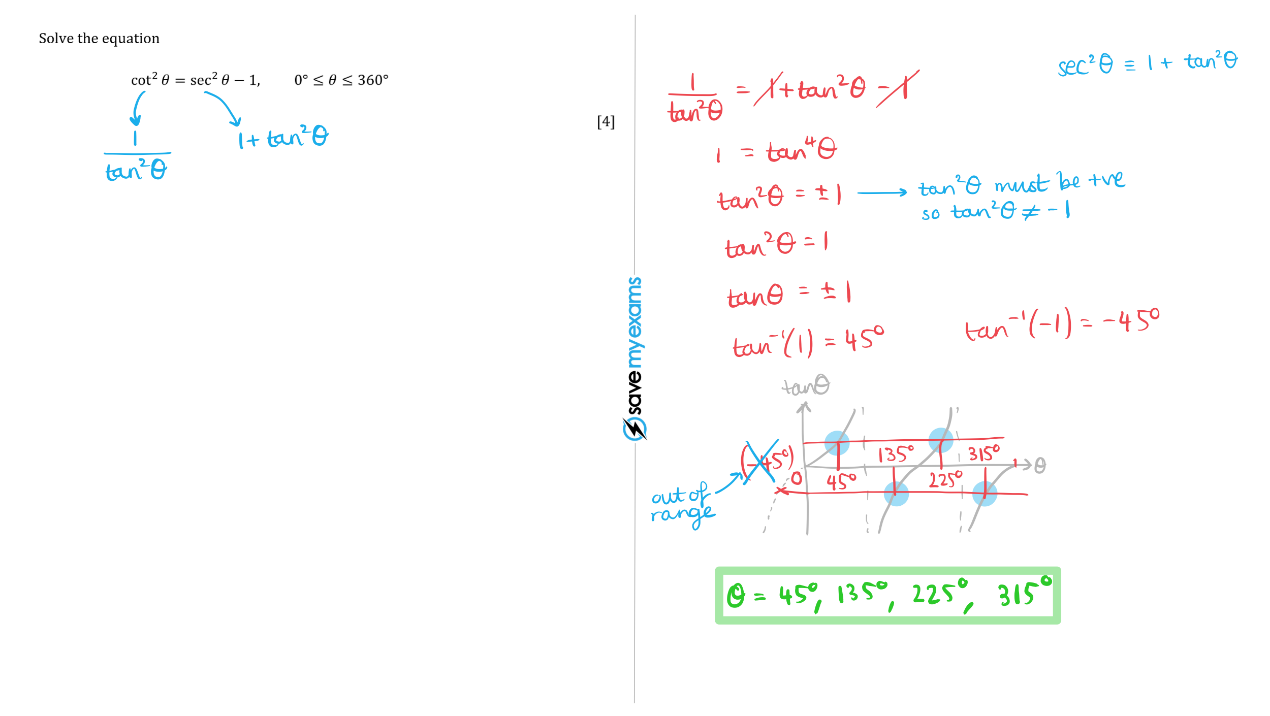 Solve the equation
cot² θ = sec² θ − 1, 0° ≤ θ ≤ 360°
[4]
1
tan²θ
1 + tan²θ
save my exams
sec²θ ≡ 1 + tan²θ
1/tan²θ = 1 + tan²θ − 1
1 = tan⁴θ
tan²θ = ± 1 → tan²θ must be +ve
so tan²θ ≠ −1
tan²θ = 1
tanθ = ± 1
tan⁻¹(1) = 45° tan⁻¹(−1) = −45°
tanθ
(−45°) 135° 315° θ
0 45° 225°
out of
range
θ = 45°, 135°, 225°, 315°